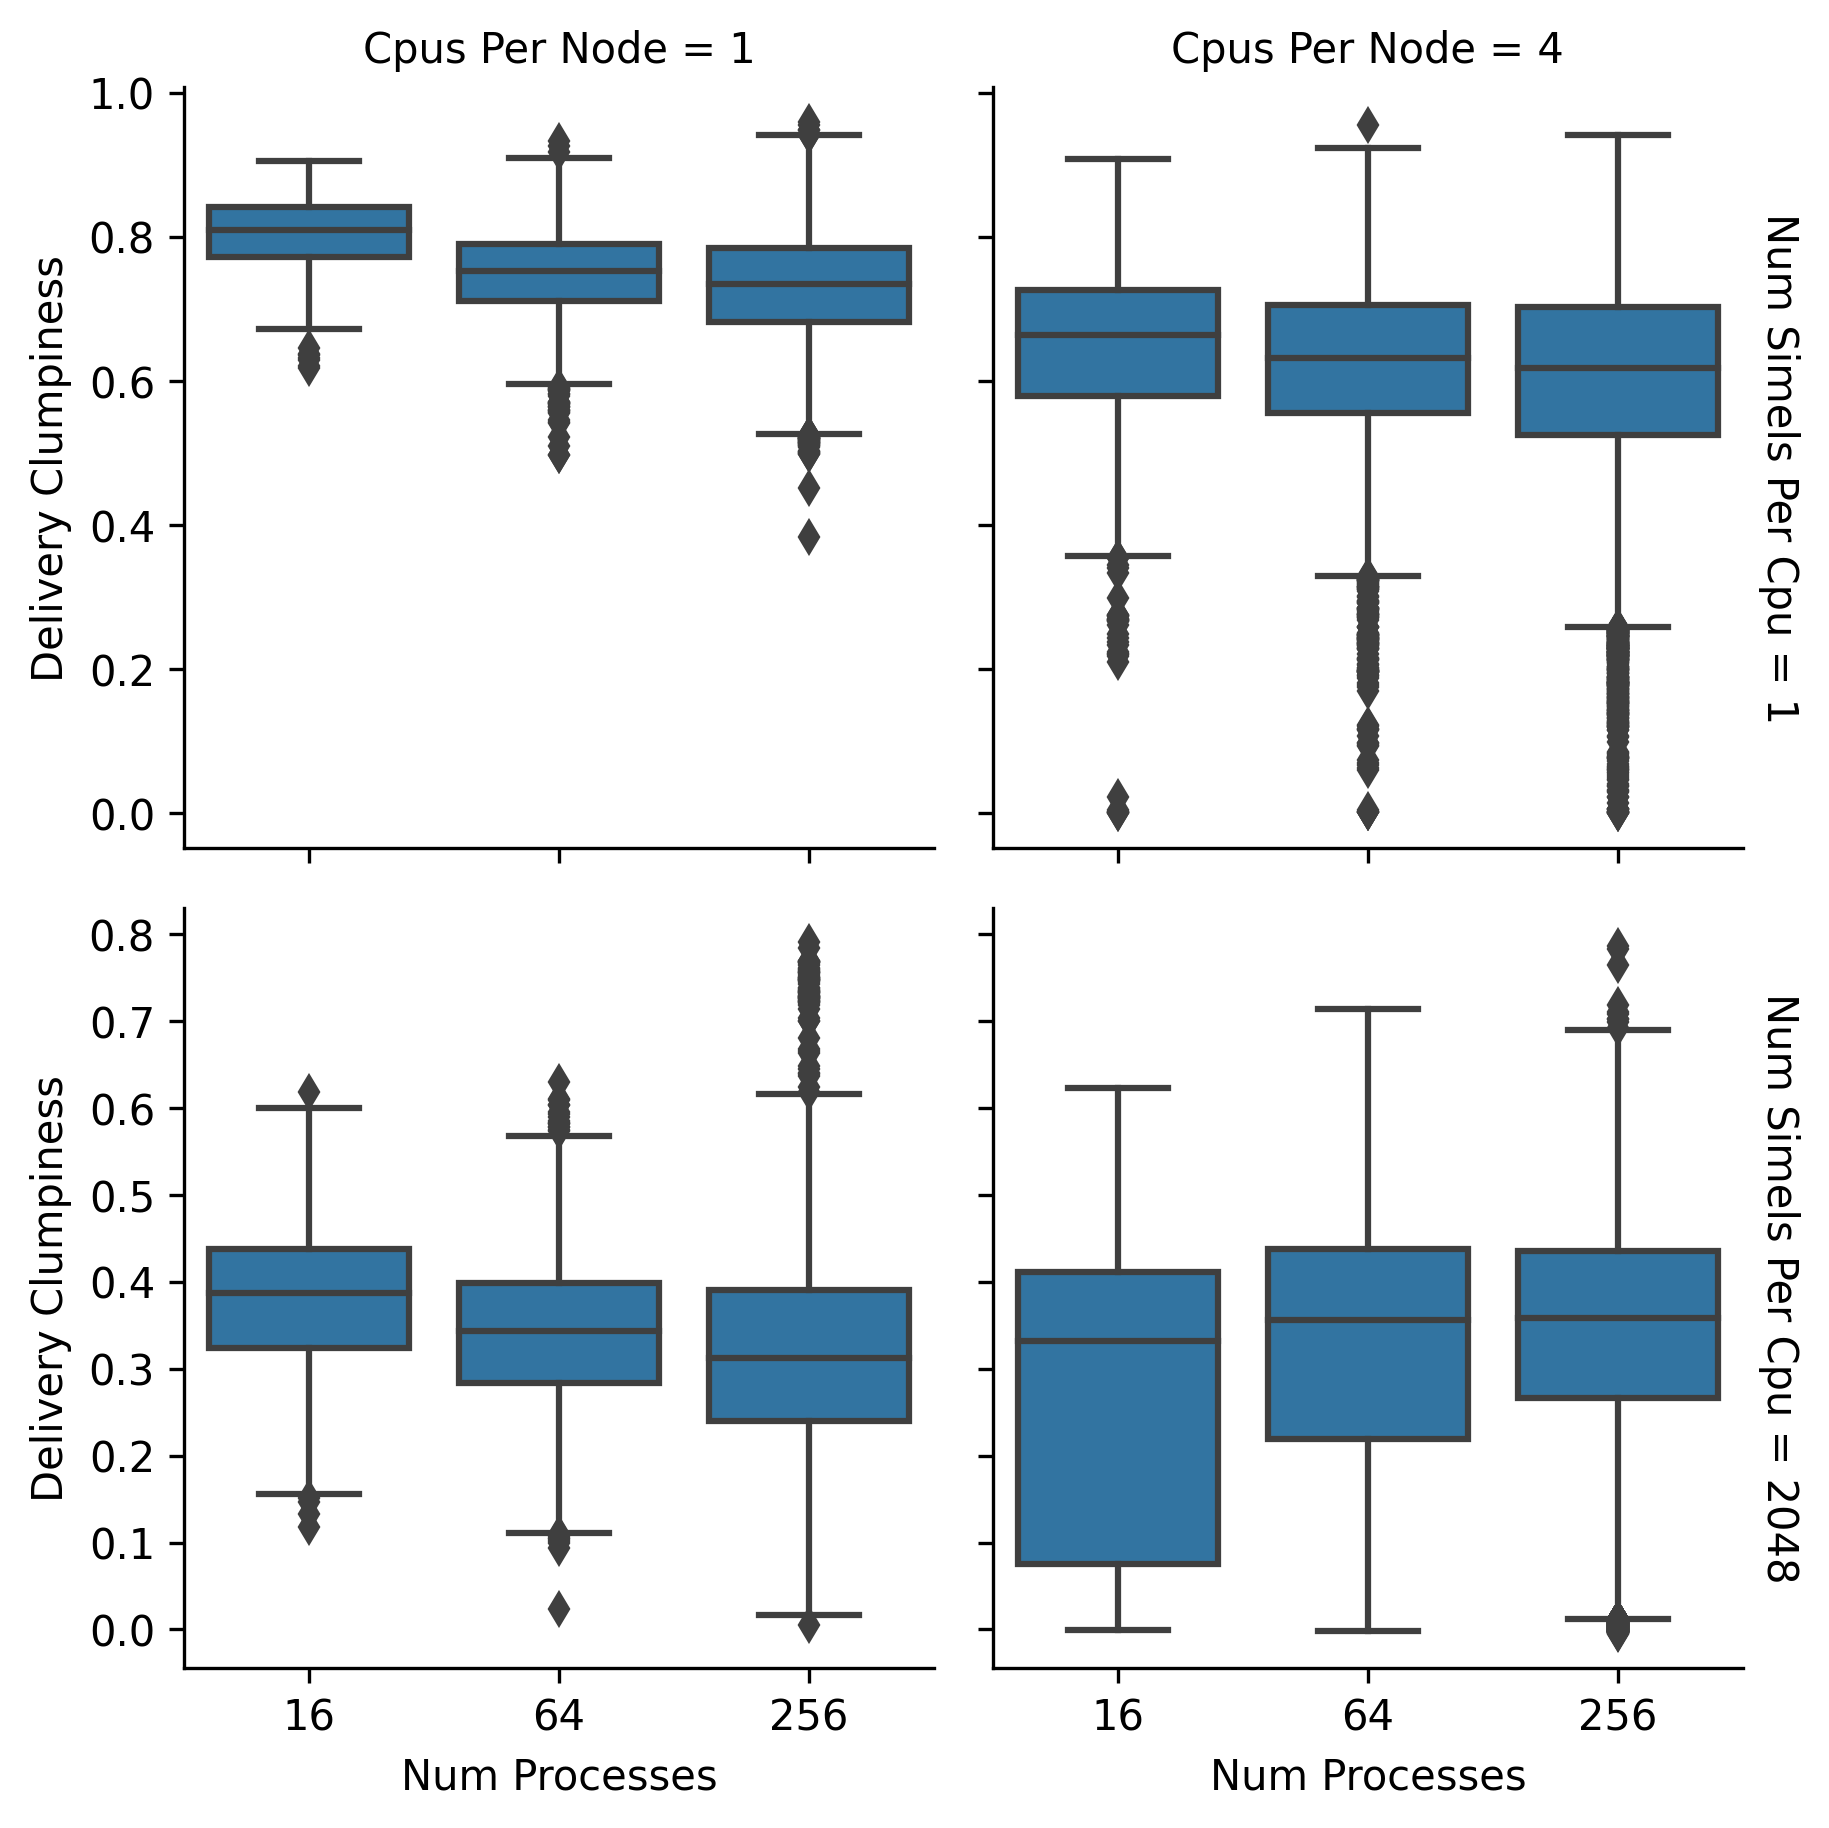 Cpus Per Node = 1
Cpus Per Node = 4
Delivery Clumpiness
1.0
0.8
0.6
0.4
0.2
0.0
Num Simels Per Cpu = 1
Delivery Clumpiness
0.8
0.7
0.6
0.5
0.4
0.3
0.2
0.1
0.0
Num Simels Per Cpu = 2048
16 64 256
16 64 256
Num Processes
Num Processes